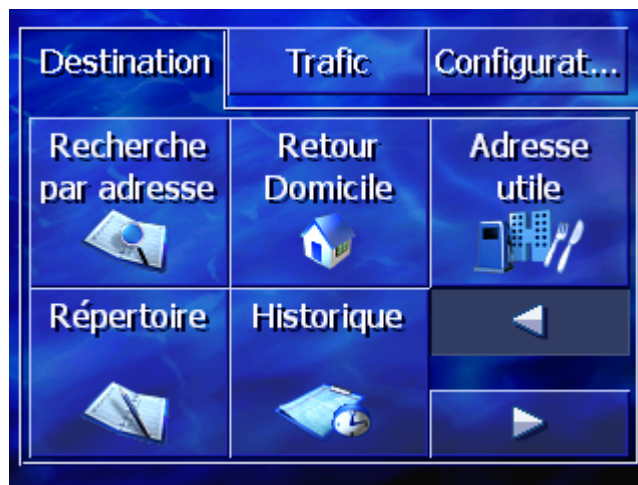 Destination
Trafic
Configurat...
Recherche
par adresse
Retour
Domicile
Adresse
utile
Répertoire
Historique